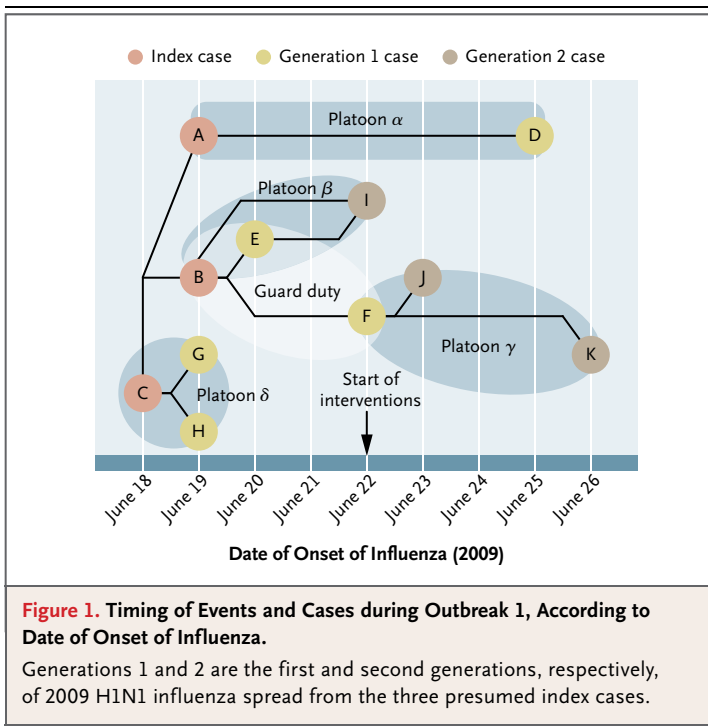 Index case
Generation 1 case
Generation 2 case
Platoon α
A
D
Platoon β
I
E
B
Guard duty
J
F
Platoon γ
G
K
C
Platoon δ
H
Start of
interventions
June 18
June 19
June 20
June 21
June 22
June 23
June 24
June 25
June 26
Date of Onset of Influenza (2009)
Figure 1. Timing of Events and Cases during Outbreak 1, According to
Date of Onset of Influenza.
Generations 1 and 2 are the first and second generations, respectively,
of 2009 H1N1 influenza spread from the three presumed index cases.